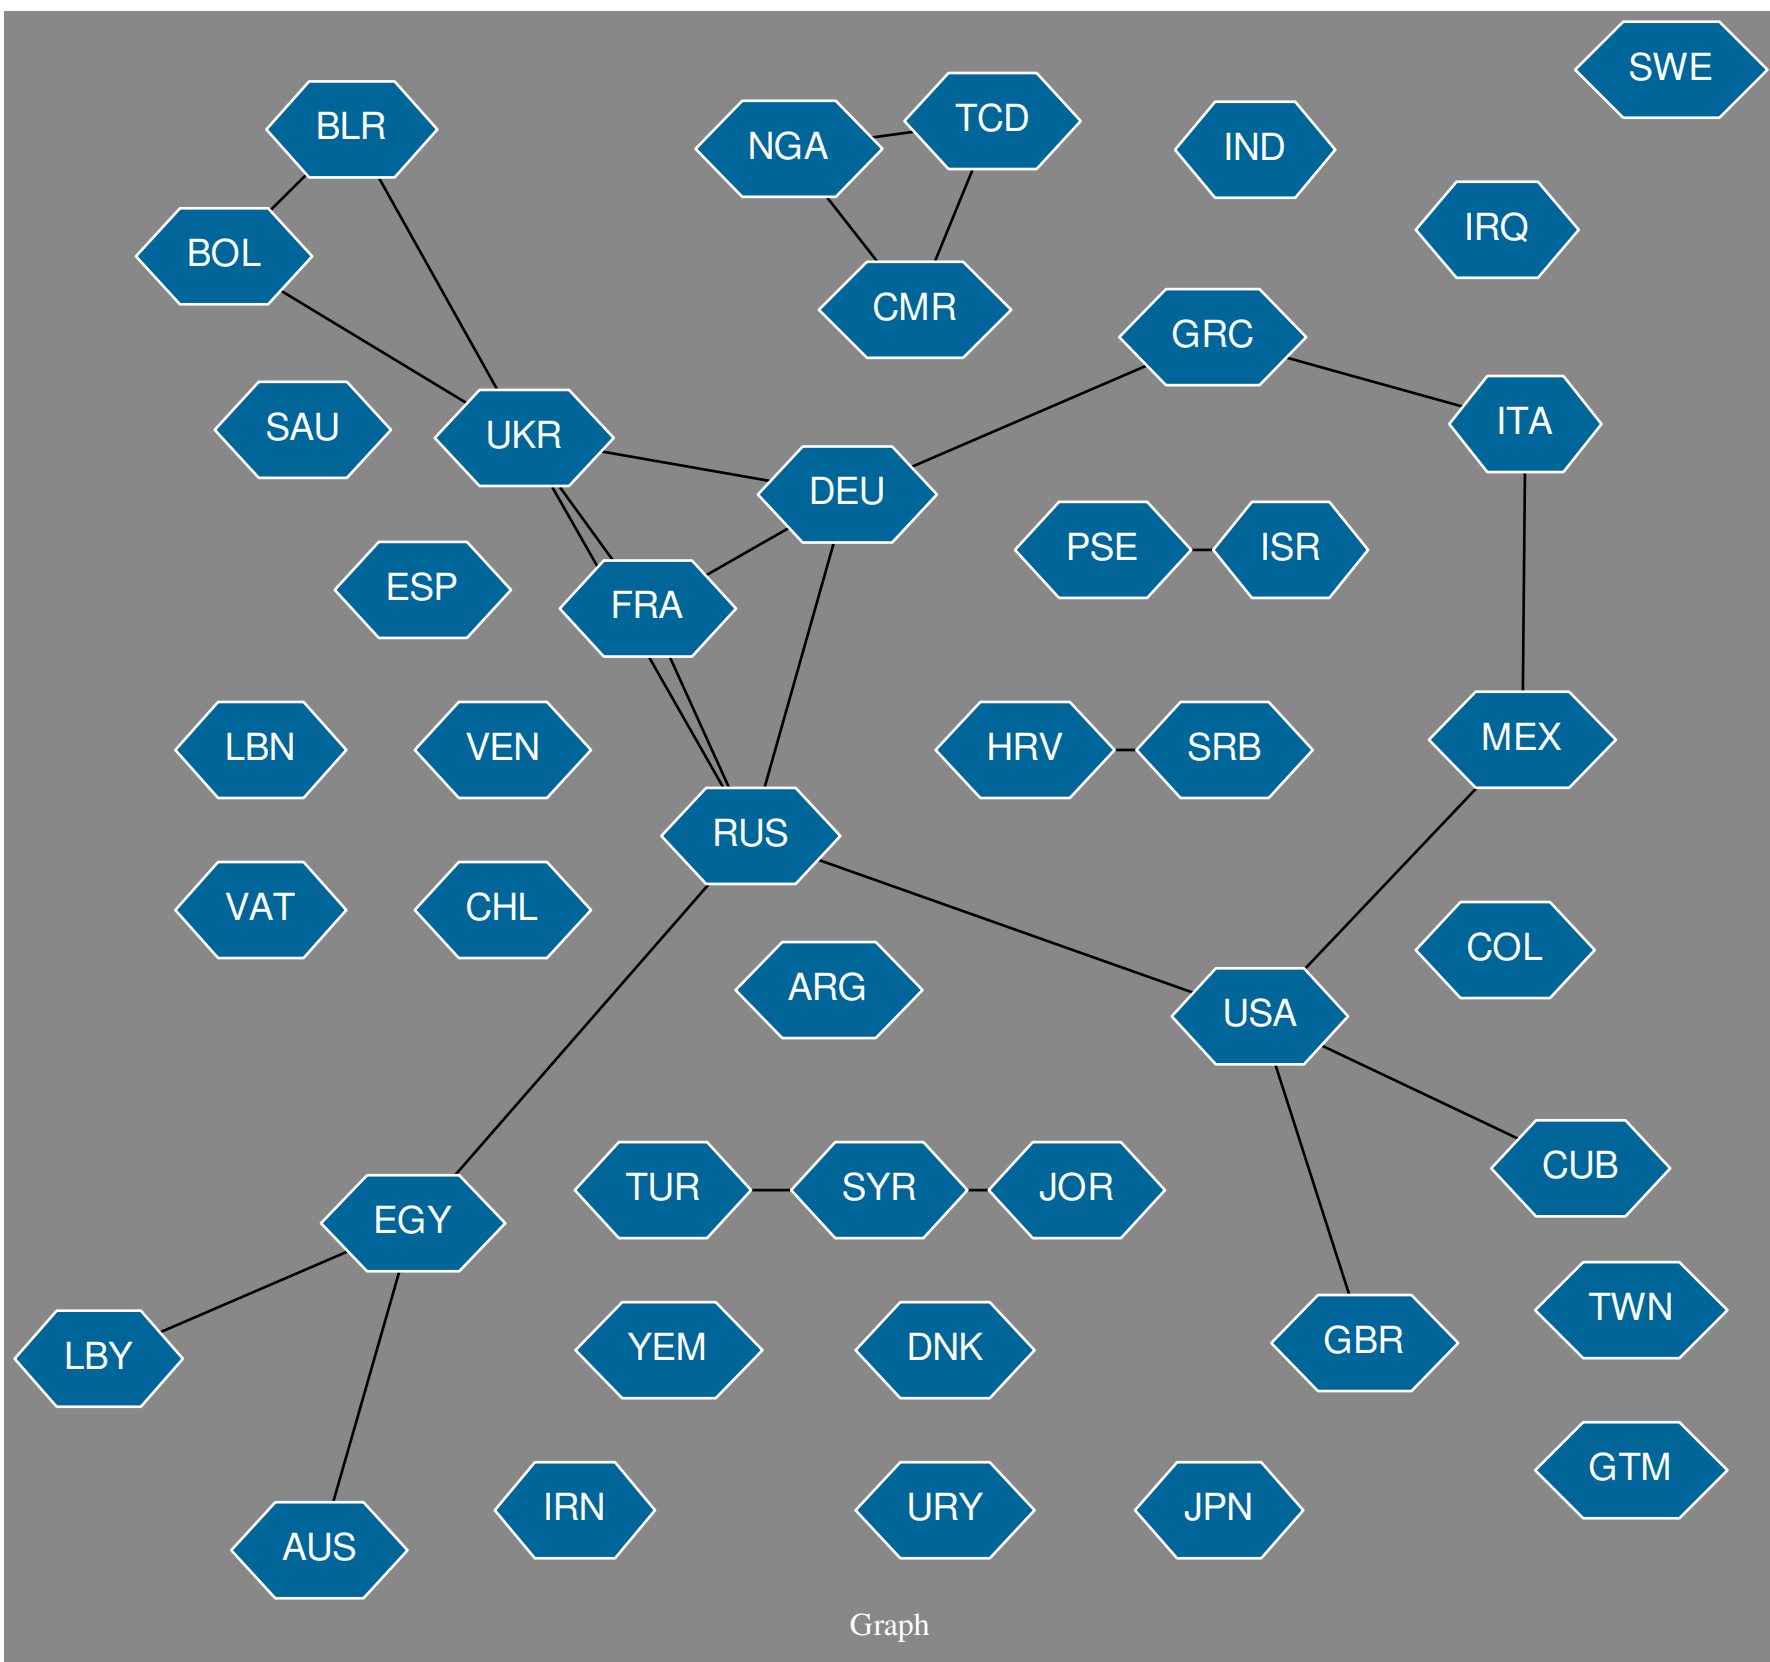 SWE
BLR
TCD
NGA
IND
IRQ
BOL
CMR
GRC
ITA
SAU
UKR
DEU
PSE
ISR
ESP
FRA
LBN
VEN
HRV
SRB
MEX
RUS
VAT
CHL
COL
ARG
USA
CUB
TUR
SYR
JOR
EGY
TWN
LBY
YEM
DNK
GBR
GTM
AUS
IRN
URY
JPN
Graph